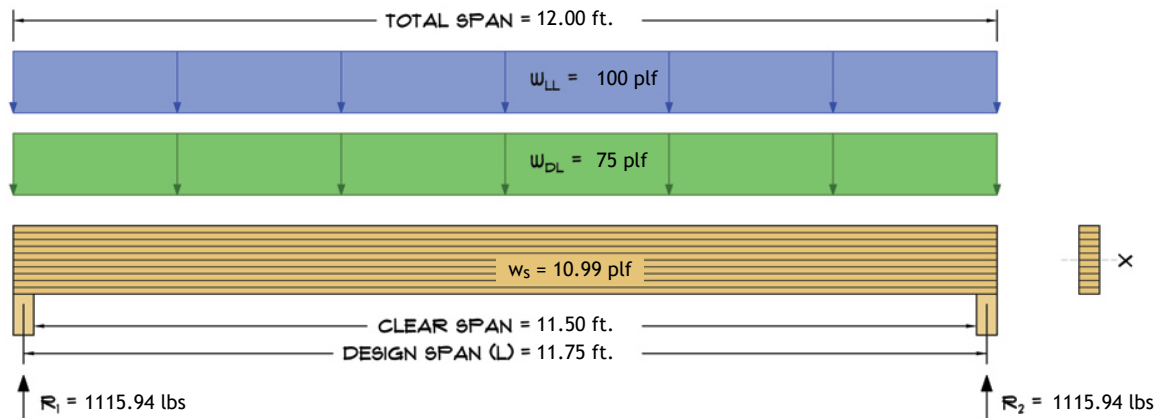 TOTAL SPAN = 12.00 ft.
wLL = 100 plf
wDL = 75 plf
wS = 10.99 plf
X
CLEAR SPAN = 11.50 ft.
DESIGN SPAN (L) = 11.75 ft.
R1 = 1115.94 lbs
R2 = 1115.94 lbs